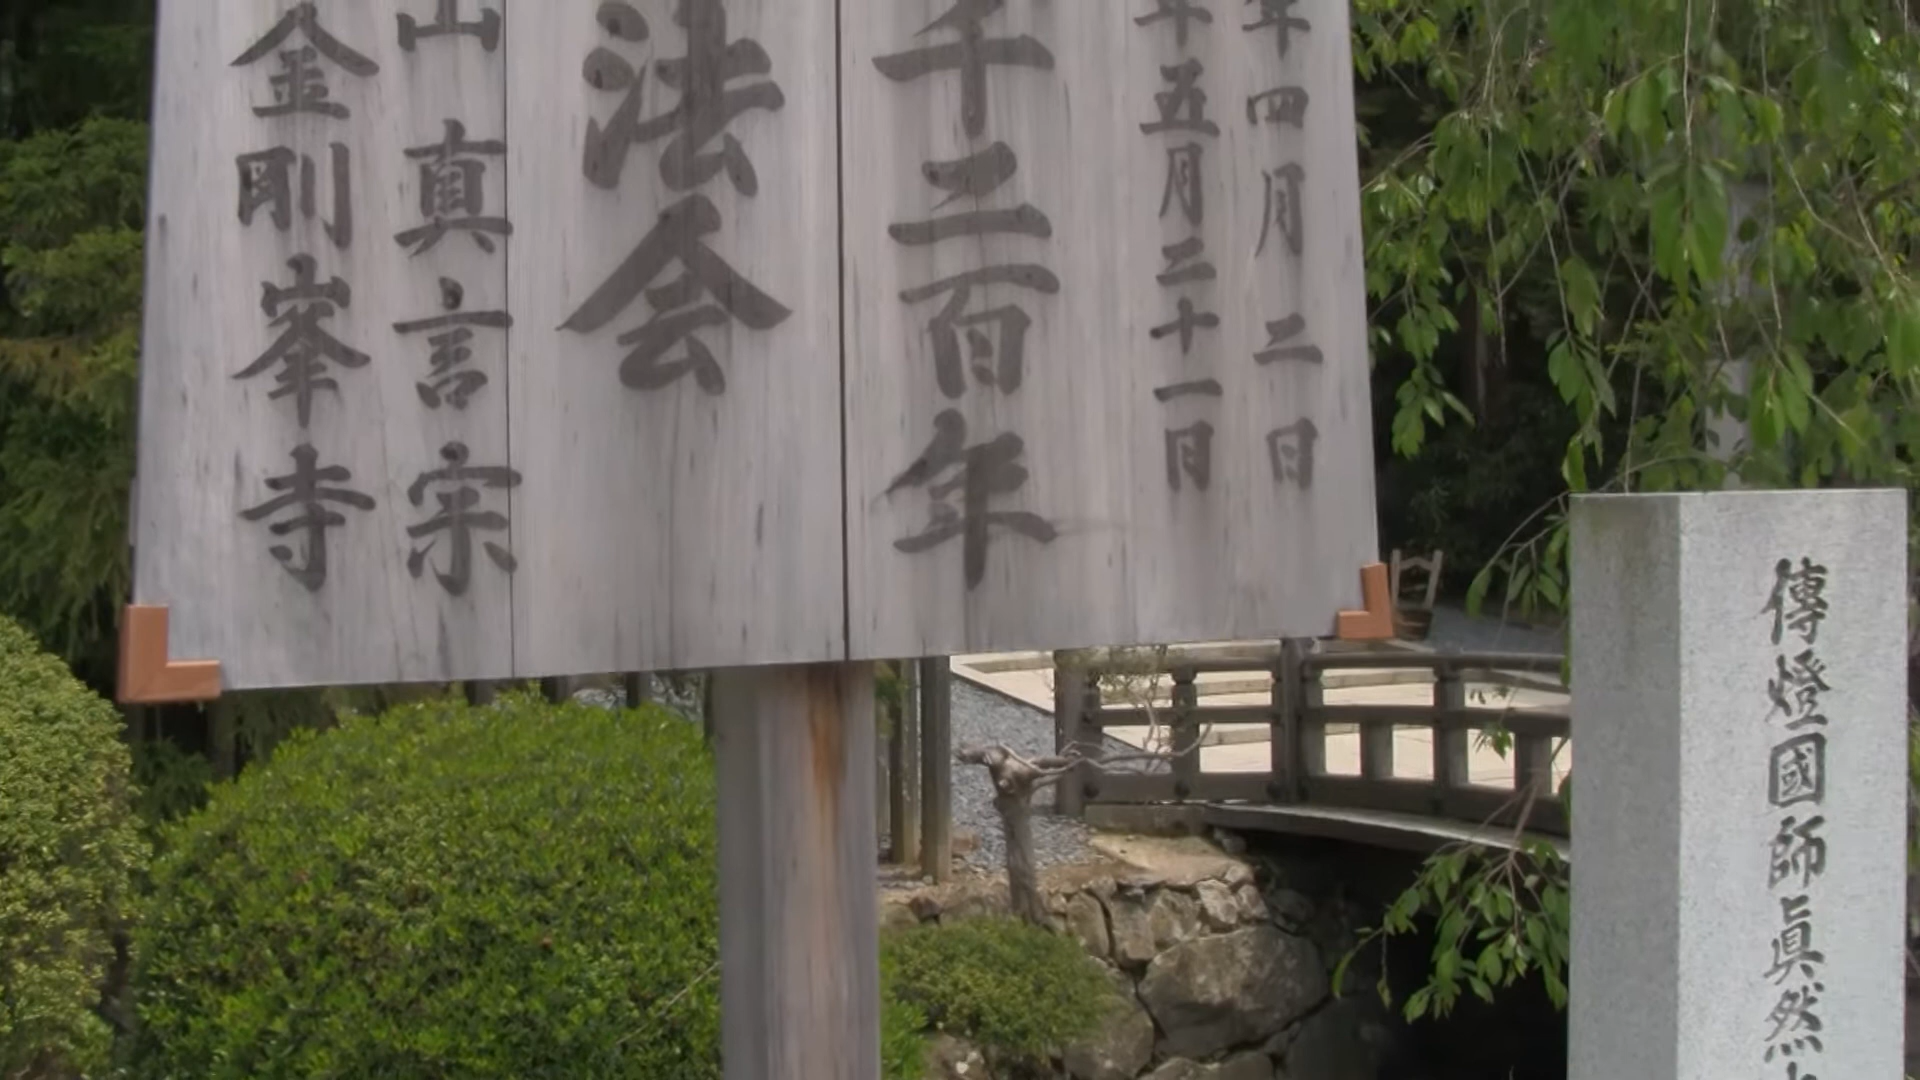 年四月二日
年五月二十一日
千二百年
法会
山真言宗
金剛峯寺
傳燈國師眞然